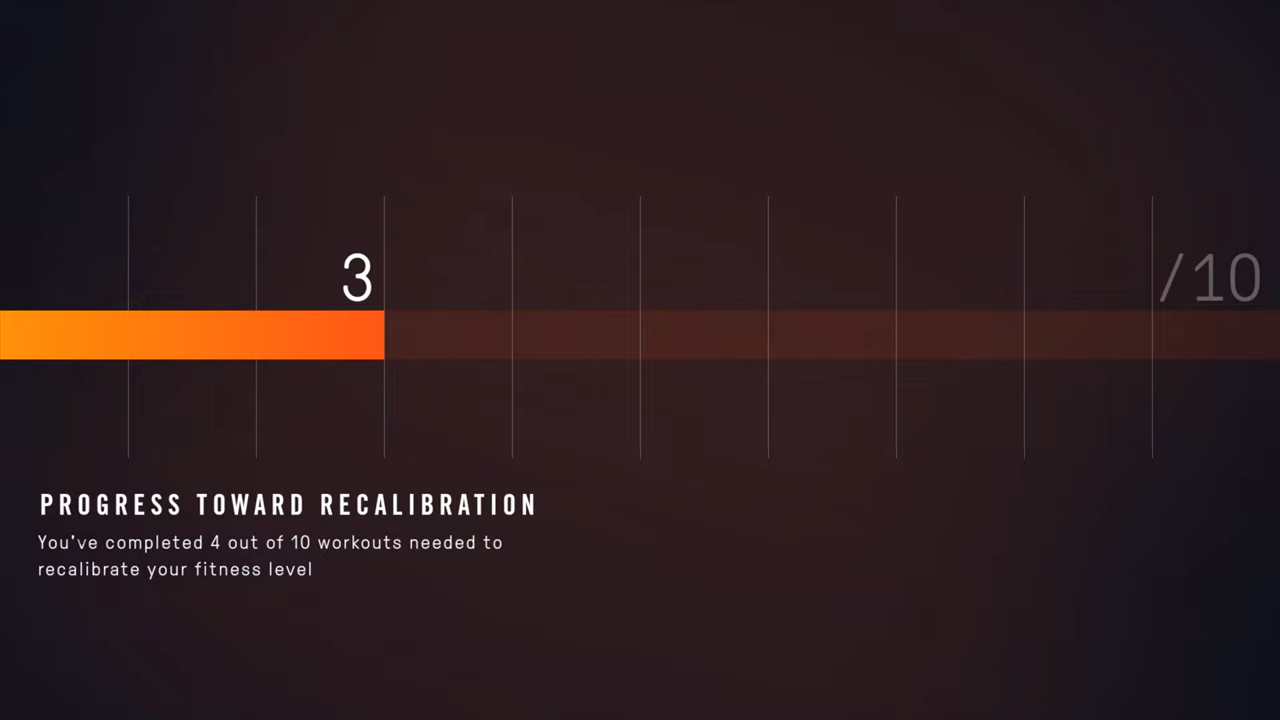 3
/10
PROGRESS TOWARD RECALIBRATION
You've completed 4 out of 10 workouts needed to
recalibrate your fitness level